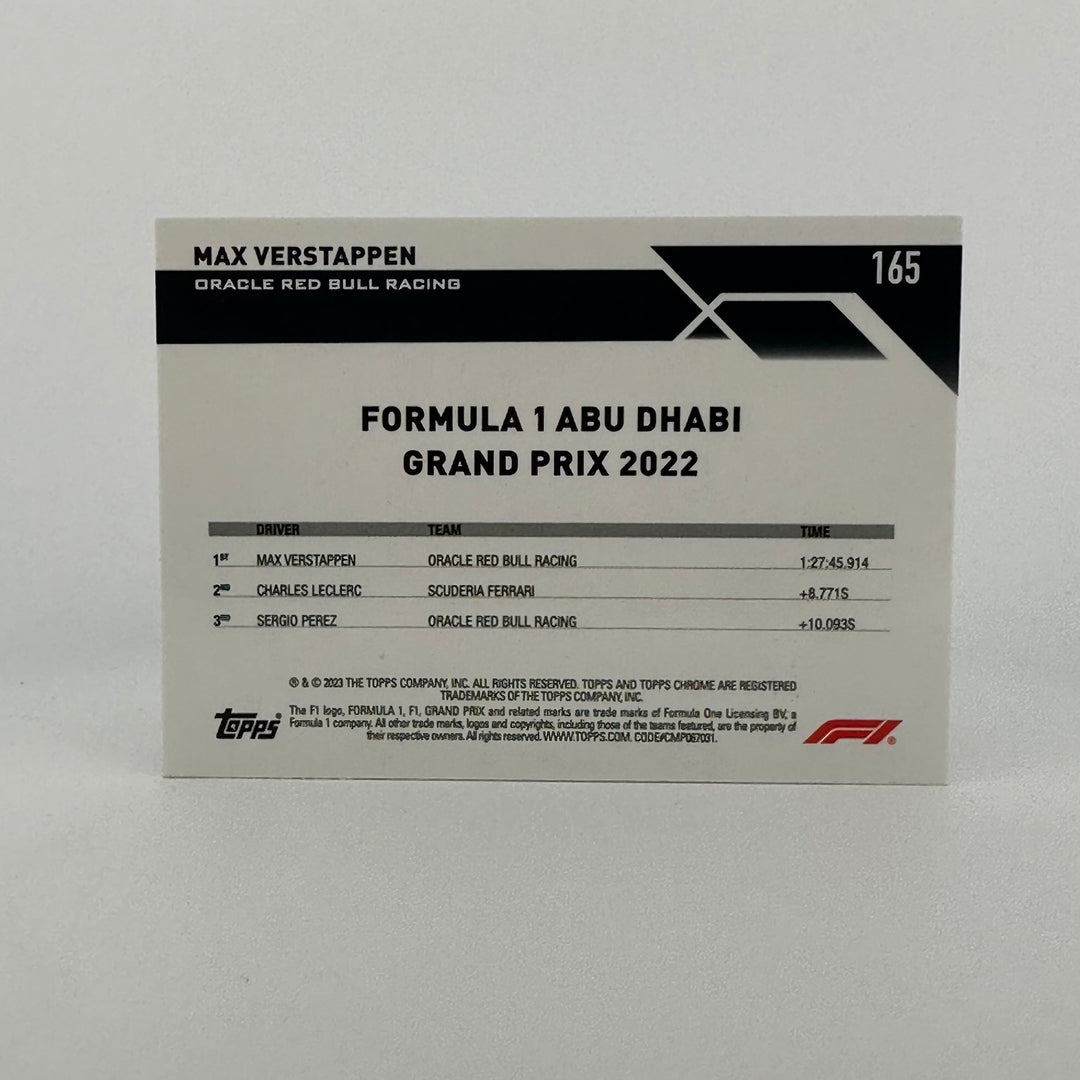 MAX VERSTAPPEN
165
ORACLE RED BULL RACING
FORMULA 1 ABU DHABI
GRAND PRIX 2022
DRIVER TEAM TIME
1ST MAX VERSTAPPEN ORACLE RED BULL RACING 1:27:45.914
2ND CHARLES LECLERC SCUDERIA FERRARI +8.771S
3RD SERGIO PEREZ ORACLE RED BULL RACING +10.093S
® & © 2023 THE TOPPS COMPANY, INC. ALL RIGHTS RESERVED. TOPPS AND TOPPS CHROME ARE REGISTERED
TRADEMARKS OF THE TOPPS COMPANY, INC.
The F1 logo, FORMULA 1, F1, GRAND PRIX and related marks are trade marks of Formula One Licensing BV, a
Formula 1 company. All other trade marks, logos and copyrights, including those of the teams featured, are the property of
their respective owners. All rights reserved. WWW.TOPPS.COM. CODE#CMP067031.
TOPPS
F1